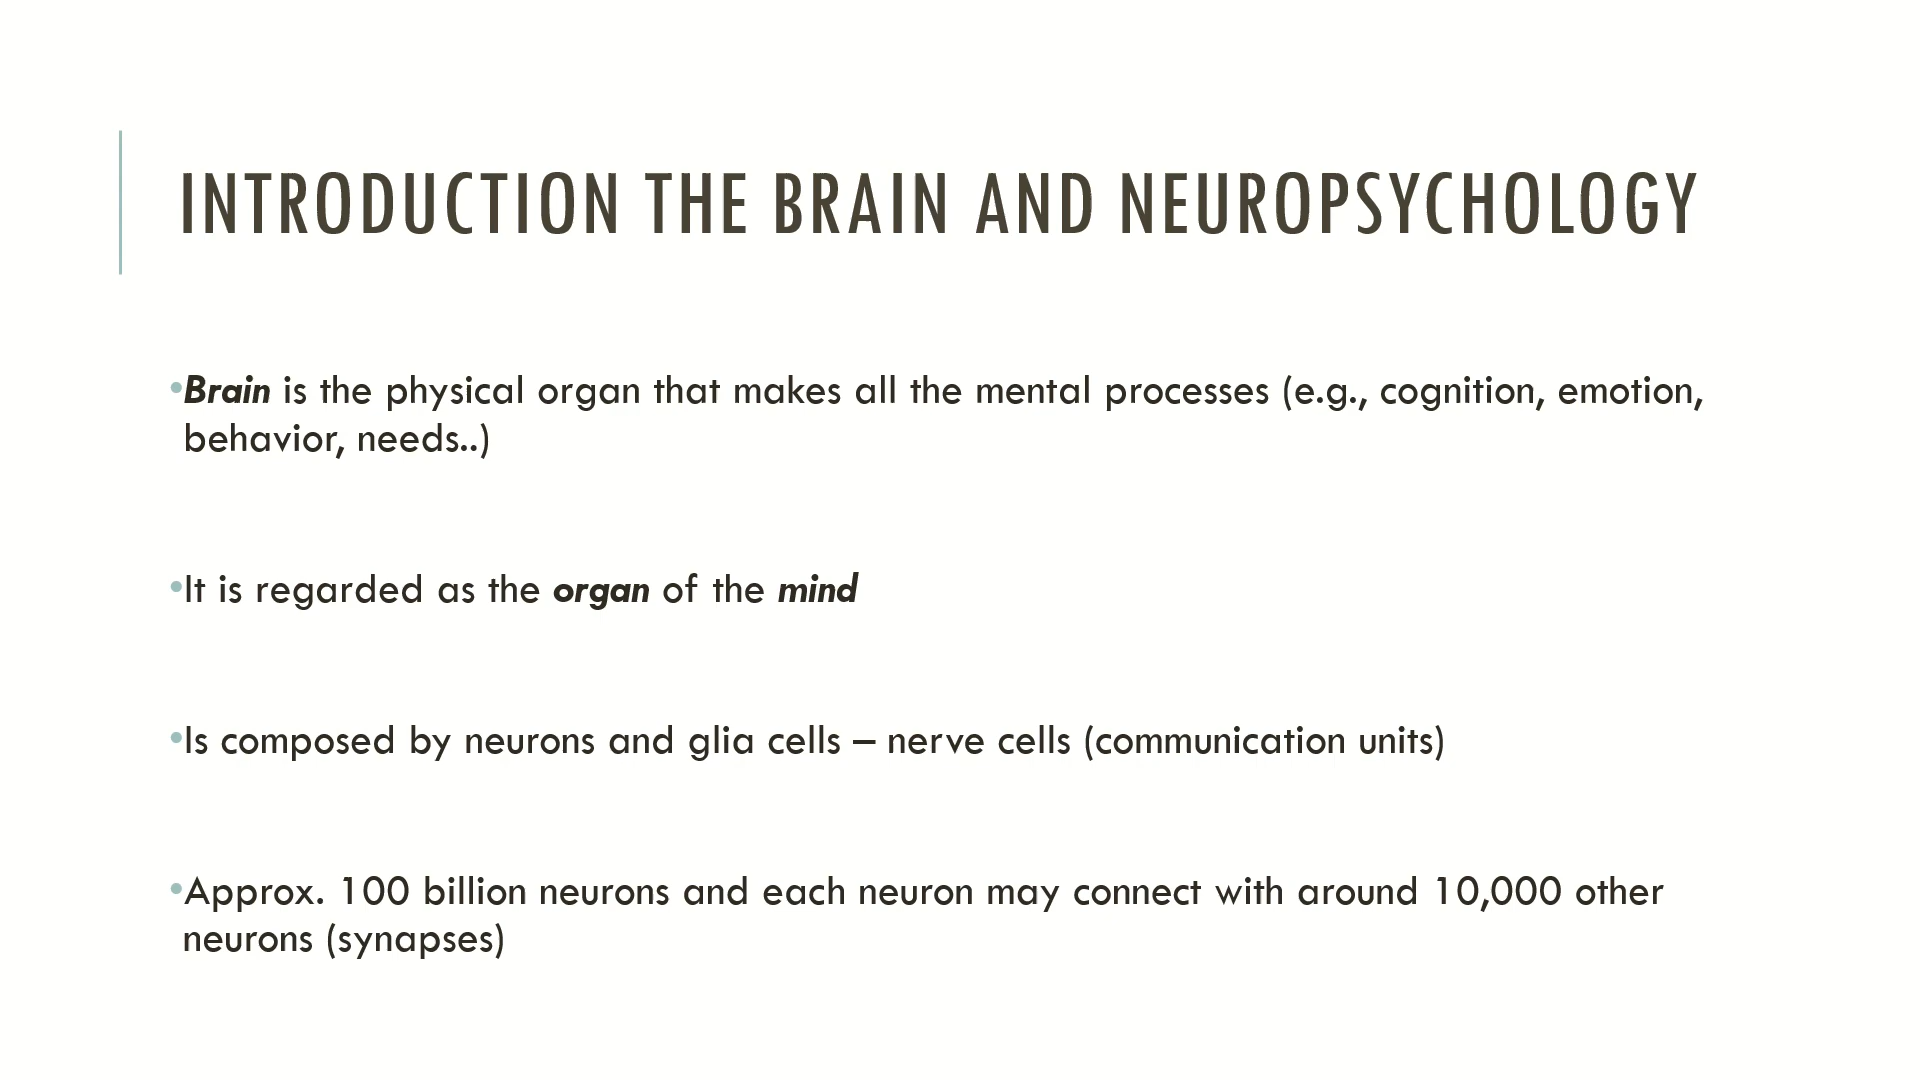 INTRODUCTION THE BRAIN AND NEUROPSYCHOLOGY
•Brain is the physical organ that makes all the mental processes (e.g., cognition, emotion,
behavior, needs..)
•It is regarded as the organ of the mind
•Is composed by neurons and glia cells – nerve cells (communication units)
•Approx. 100 billion neurons and each neuron may connect with around 10,000 other
neurons (synapses)